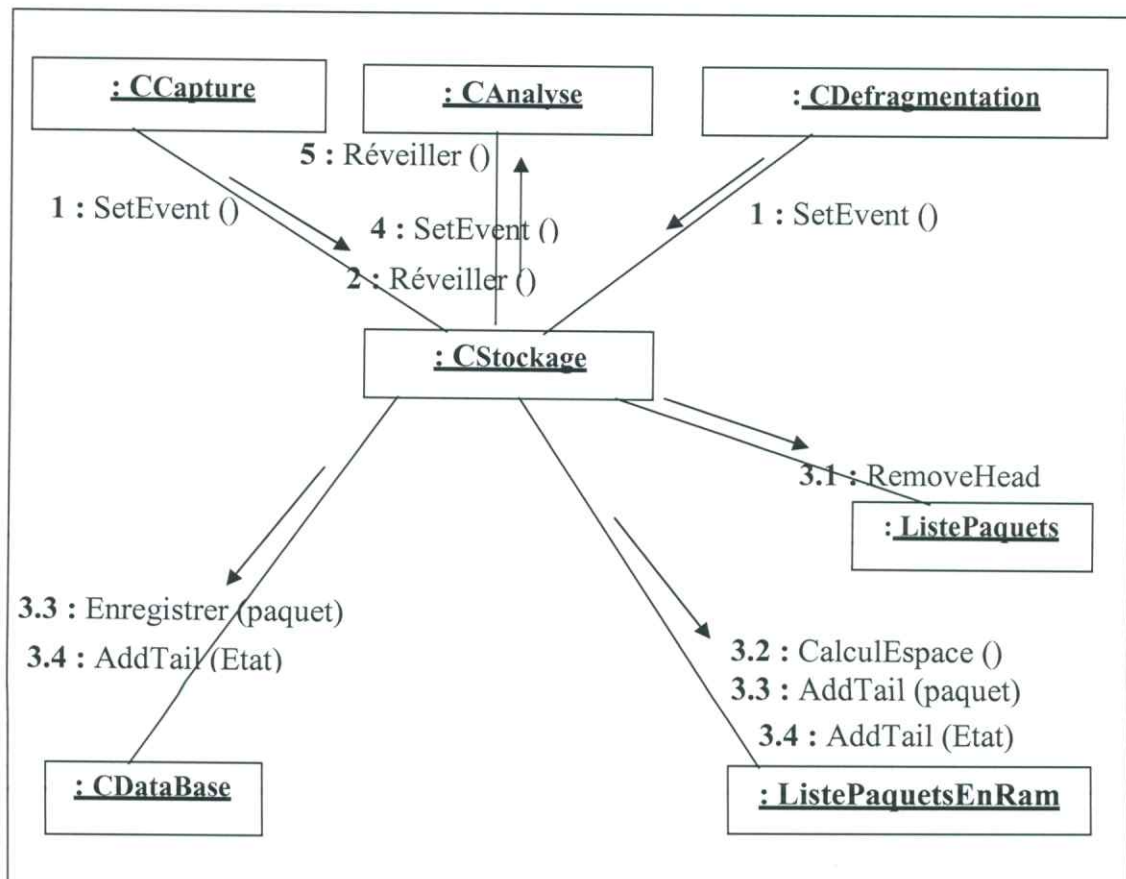 : CCapture
: CAnalyse
: CDefragmentation
5 : Réveiller ()
1 : SetEvent ()
4 : SetEvent ()
1 : SetEvent ()
2 : Réveiller ()
: CStockage
3.1 : RemoveHead
: ListePaquets
3.3 : Enregistrer (paquet)
3.4 : AddTail (Etat)
3.2 : CalculEspace ()
3.3 : AddTail (paquet)
3.4 : AddTail (Etat)
: CDataBase
: ListePaquetsEnRam